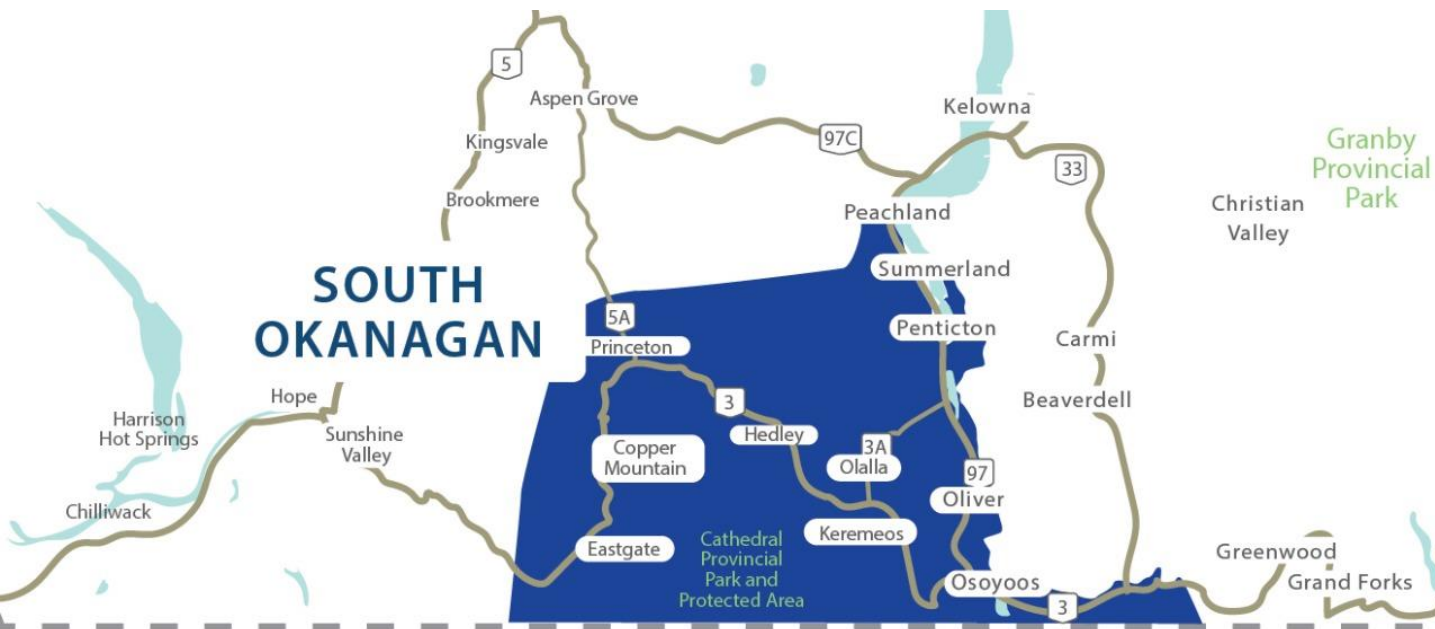 5
Aspen Grove
Kelowna
97C
Kingsvale
Granby
Provincial
Park
33
Brookmere
Christian
Valley
Peachland
SOUTH
OKANAGAN
Summerland
5A
Penticton
Princeton
Carmi
Hope
3
Beaverdell
Harrison
Hot Springs
Sunshine
Valley
Hedley
Copper
Mountain
3A
Olalla
97
Oliver
Chilliwack
Keremeos
Eastgate
Cathedral
Provincial
Park and
Protected Area
Osoyoos
3
Greenwood
Grand Forks